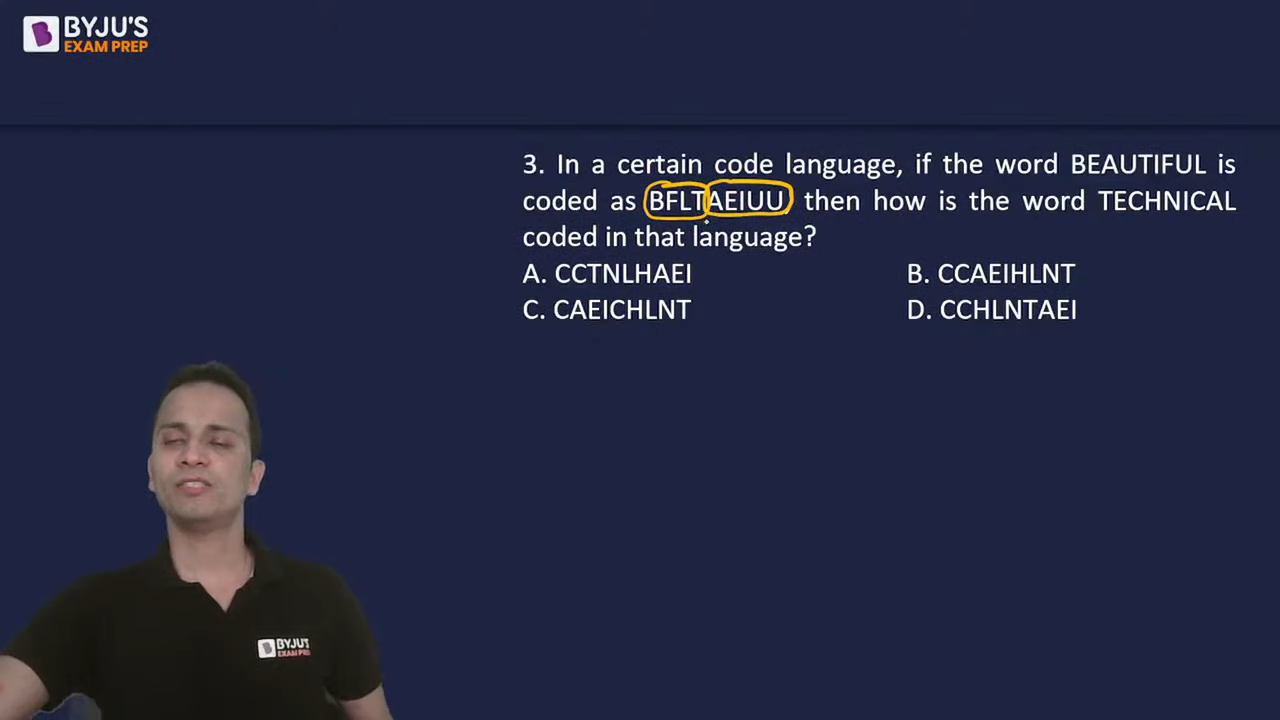 BYJU'S
EXAM PREP
3. In a certain code language, if the word BEAUTIFUL is
coded as BFLTAEIUU, then how is the word TECHNICAL
coded in that language?
A. CCTNLHAEI B. CCAEIHLNT
C. CAEICHLNT D. CCHLNTAEI
BYJU'S
EXAM PREP